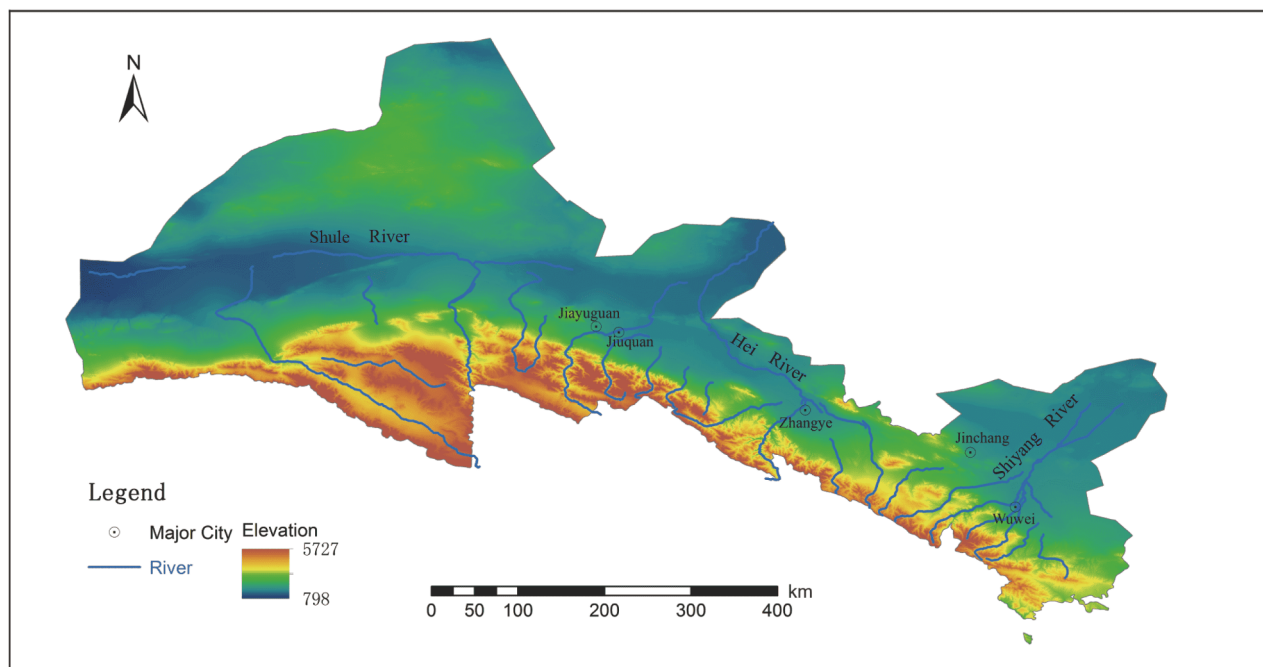 N
Shule River
Jiayuguan
Jiuquan
Hei River
Zhangye
Jinchang
Shiyang River
Wuwei
Legend
Major City
River
Elevation
5727
798
0 50 100 200 300 400 km